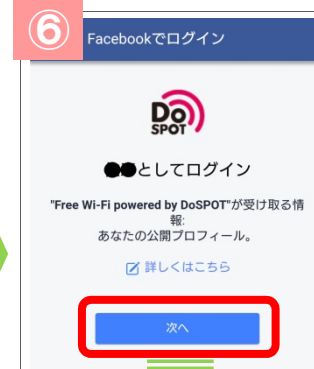 ⑥
Facebookでログイン
Do
SPOT
●●としてログイン
"Free Wi-Fi powered by DoSPOT"が受け取る情
報:
あなたの公開プロフィール。
詳しくはこちら
次へ